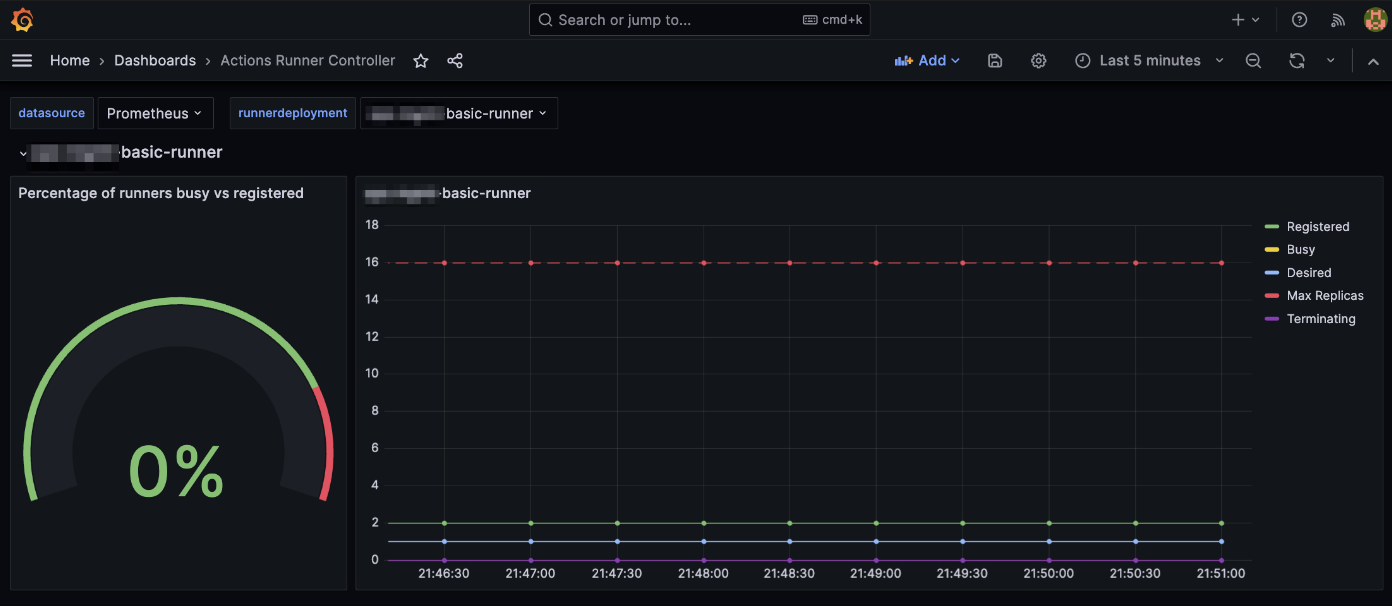 Search or jump to... cmd+k
Home › Dashboards › Actions Runner Controller Add Last 5 minutes
datasource Prometheus runnerdeployment -basic-runner
-basic-runner
Percentage of runners busy vs registered
0%
-basic-runner
18
16
14
12
10
8
6
4
2
0
21:46:30 21:47:00 21:47:30 21:48:00 21:48:30 21:49:00 21:49:30 21:50:00 21:50:30 21:51:00
Registered
Busy
Desired
Max Replicas
Terminating